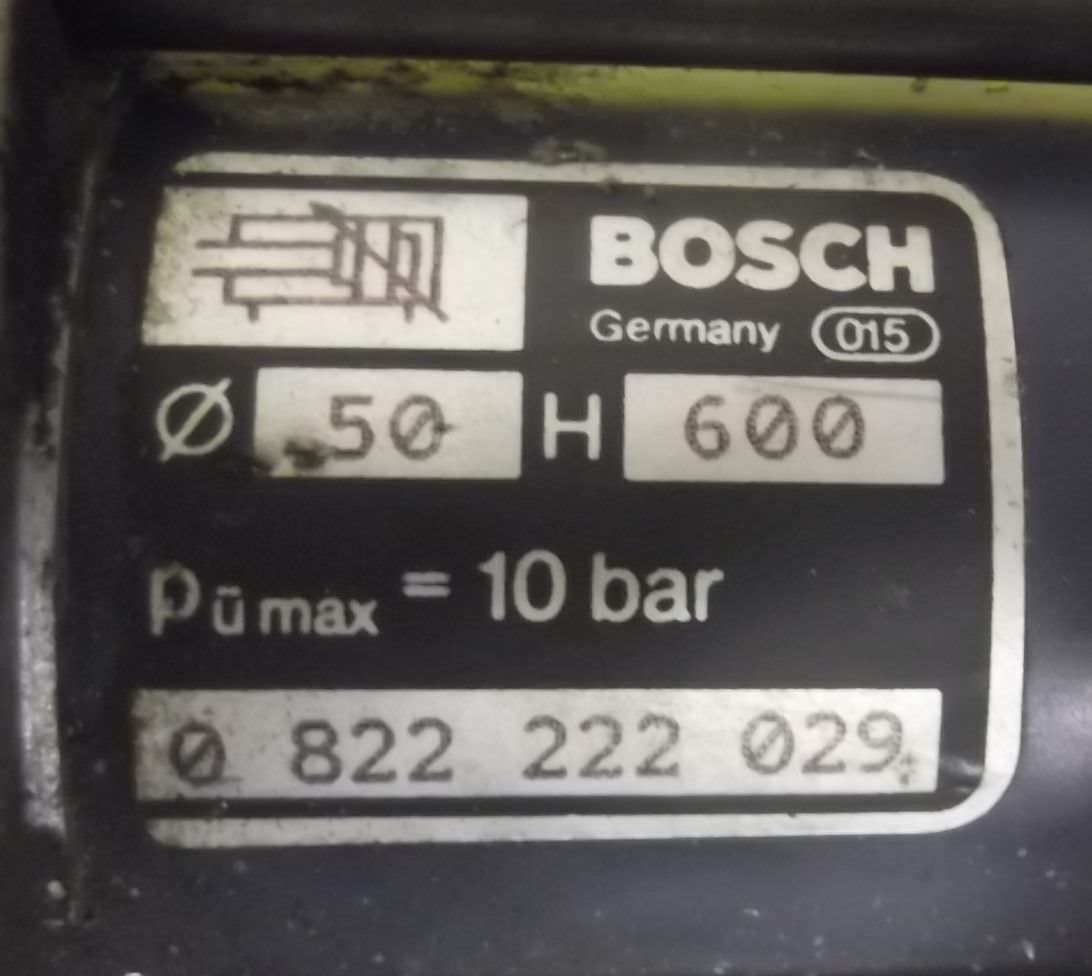 BOSCH
Germany 015
Ø 50 H 600
pü max = 10 bar
0 822 222 029